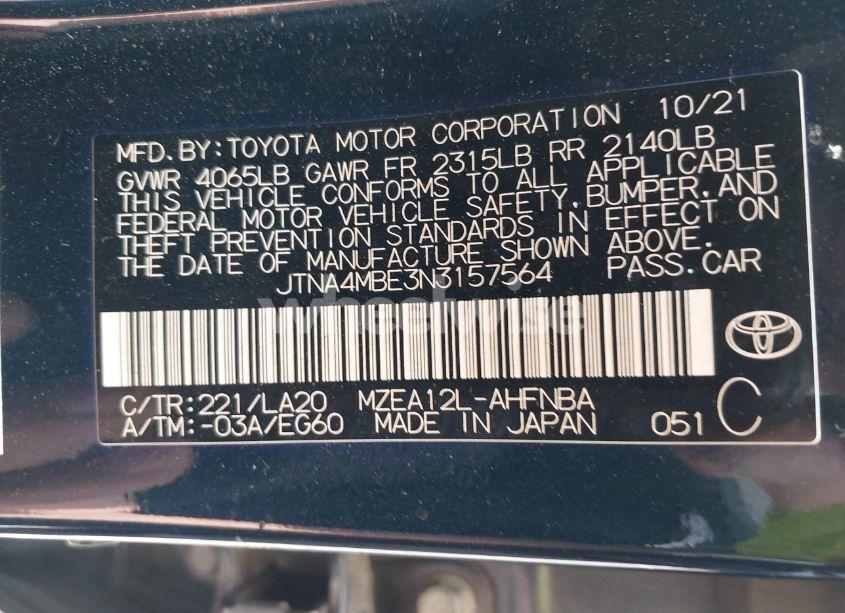 MFD.BY:TOYOTA MOTOR CORPORATION 10/21
GVWR 4065LB GAWR FR 2315LB RR 2140LB
THIS VEHICLE CONFORMS TO ALL APPLICABLE
FEDERAL MOTOR VEHICLE SAFETY,BUMPER,AND
THEFT PREVENTION STANDARDS IN EFFECT ON
THE DATE OF MANUFACTURE SHOWN ABOVE.
JTNA4MBE3N3157564 PASS.CAR
wheelwise
C/TR:221/LA20 MZEA12L-AHFNBA
A/TM:-03A/EG60 MADE IN JAPAN 051 C